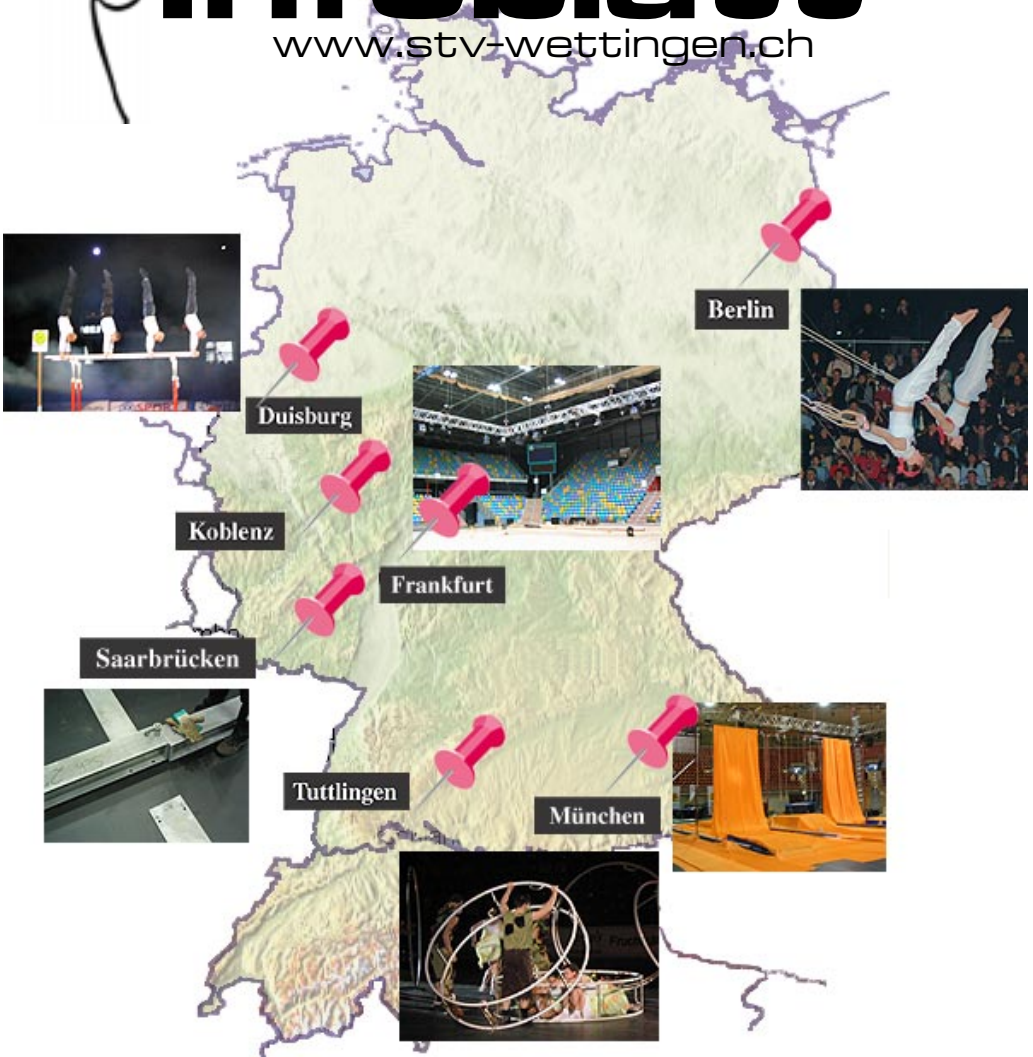 www.stv-wettingen.ch
Berlin
Duisburg
Koblenz
Frankfurt
Saarbrücken
Tuttlingen
München